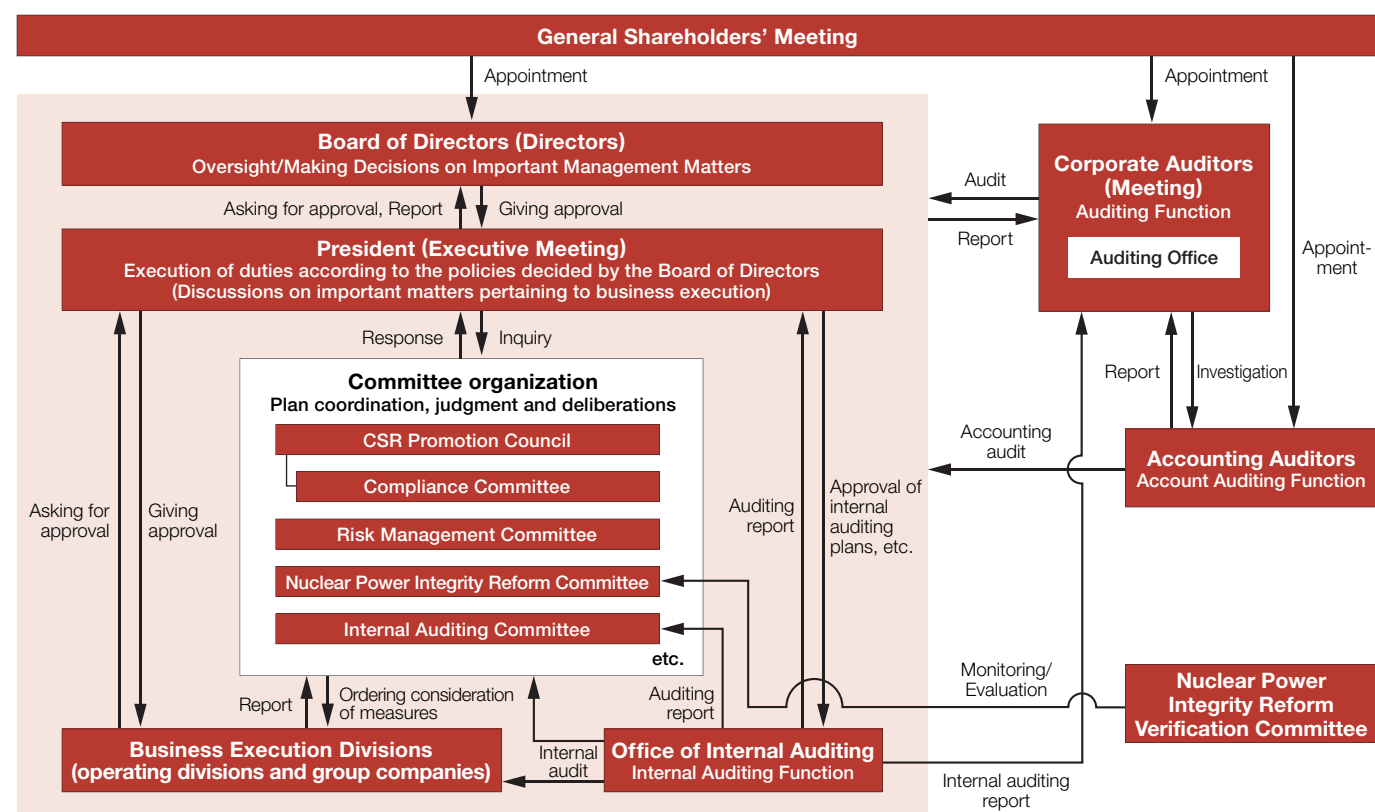 General Shareholders' Meeting
Appointment
Appointment
Board of Directors (Directors)
Oversight/Making Decisions on Important Management Matters
Corporate Auditors
(Meeting)
Auditing Function
Auditing Office
Audit
Report
Appoint-
ment
Asking for approval, Report
Giving approval
President (Executive Meeting)
Execution of duties according to the policies decided by the Board of Directors
(Discussions on important matters pertaining to business execution)
Response
Inquiry
Report
Investigation
Committee organization
Plan coordination, judgment and deliberations
CSR Promotion Council
Compliance Committee
Risk Management Committee
Nuclear Power Integrity Reform Committee
Internal Auditing Committee
etc.
Accounting
audit
Accounting Auditors
Account Auditing Function
Asking for
approval
Giving
approval
Auditing
report
Approval of
internal
auditing
plans, etc.
Monitoring/
Evaluation
Nuclear Power
Integrity Reform
Verification Committee
Report
Ordering consideration
of measures
Auditing
report
Business Execution Divisions
(operating divisions and group companies)
Internal
audit
Office of Internal Auditing
Internal Auditing Function
Internal auditing
report